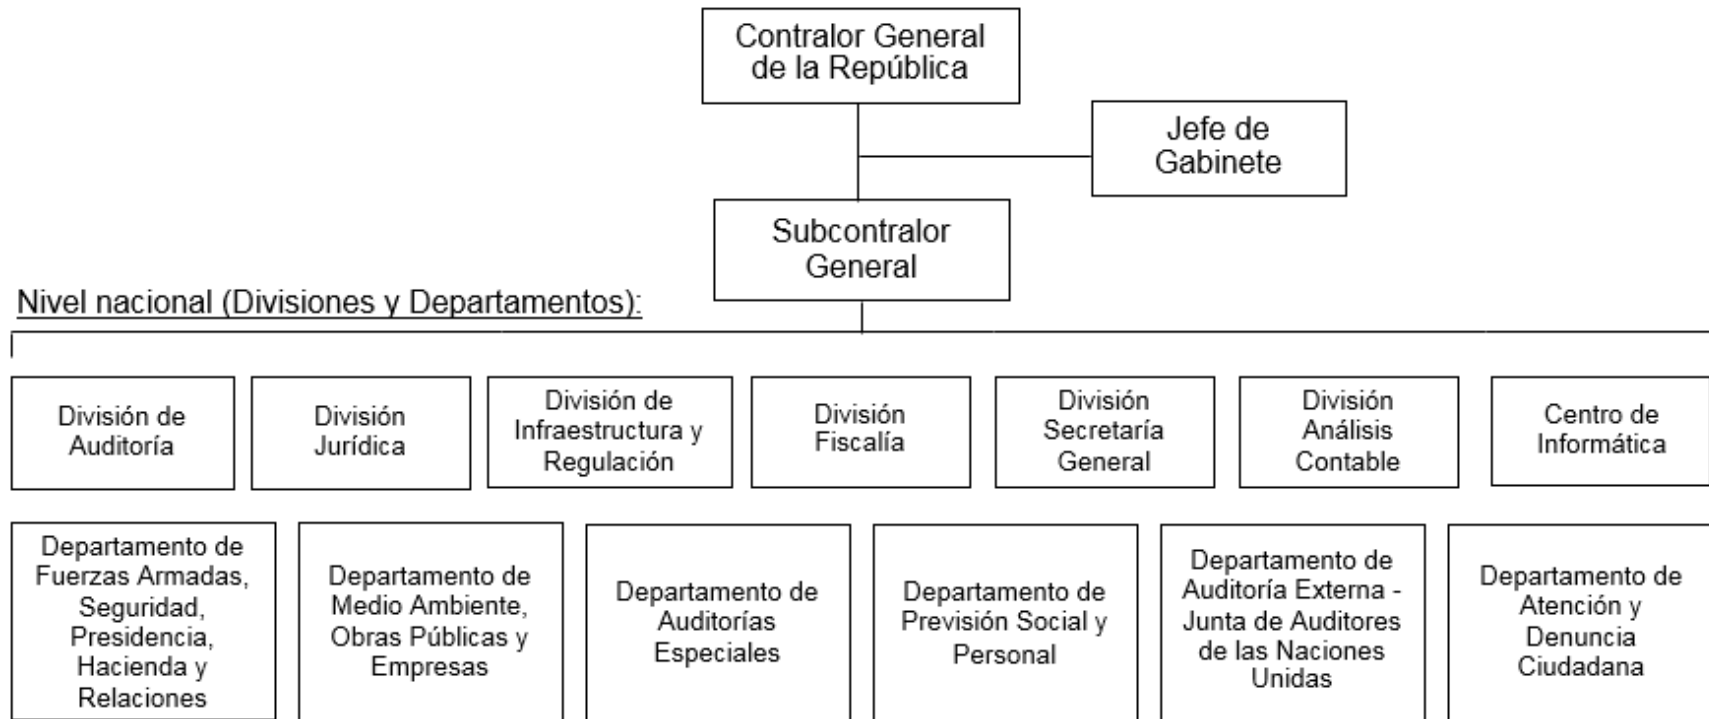 Contralor General
de la República
Jefe de
Gabinete
Subcontralor
General
Nivel nacional (Divisiones y Departamentos):
División de
Auditoría
División
Jurídica
División de
Infraestructura y
Regulación
División
Fiscalía
División
Secretaría
General
División
Análisis
Contable
Centro de
Informática
Departamento de
Fuerzas Armadas,
Seguridad,
Presidencia,
Hacienda y
Relaciones
Departamento de
Medio Ambiente,
Obras Públicas y
Empresas
Departamento de
Auditorías
Especiales
Departamento de
Previsión Social y
Personal
Departamento de
Auditoría Externa -
Junta de Auditores
de las Naciones
Unidas
Departamento de
Atención y
Denuncia
Ciudadana